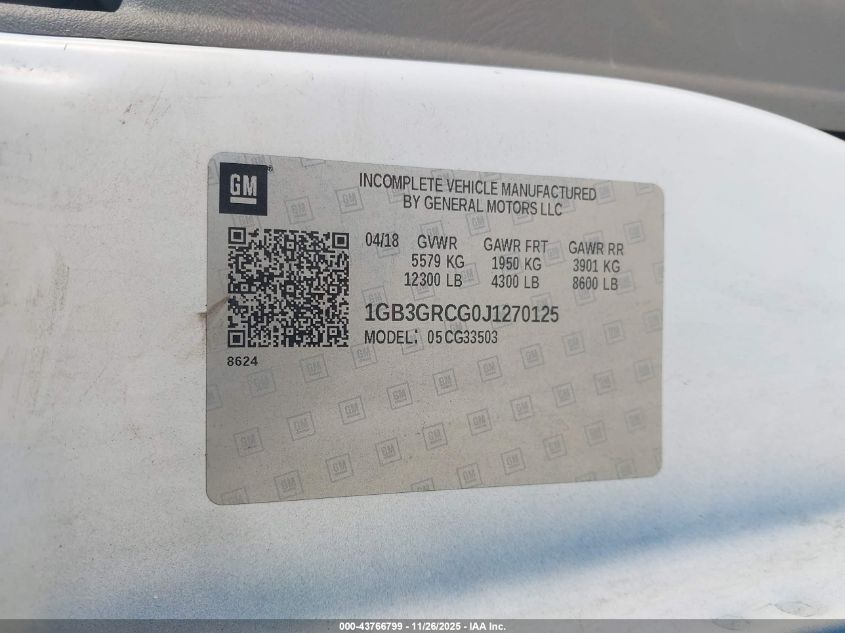 GM®
INCOMPLETE VEHICLE MANUFACTURED
BY GENERAL MOTORS LLC
04/18 GVWR GAWR FRT GAWR RR
5579 KG 1950 KG 3901 KG
12300 LB 4300 LB 8600 LB
1GB3GRCG0J1270125
MODEL: 05CG33503
8624
000-43766799 - 11/26/2025 - IAA Inc.